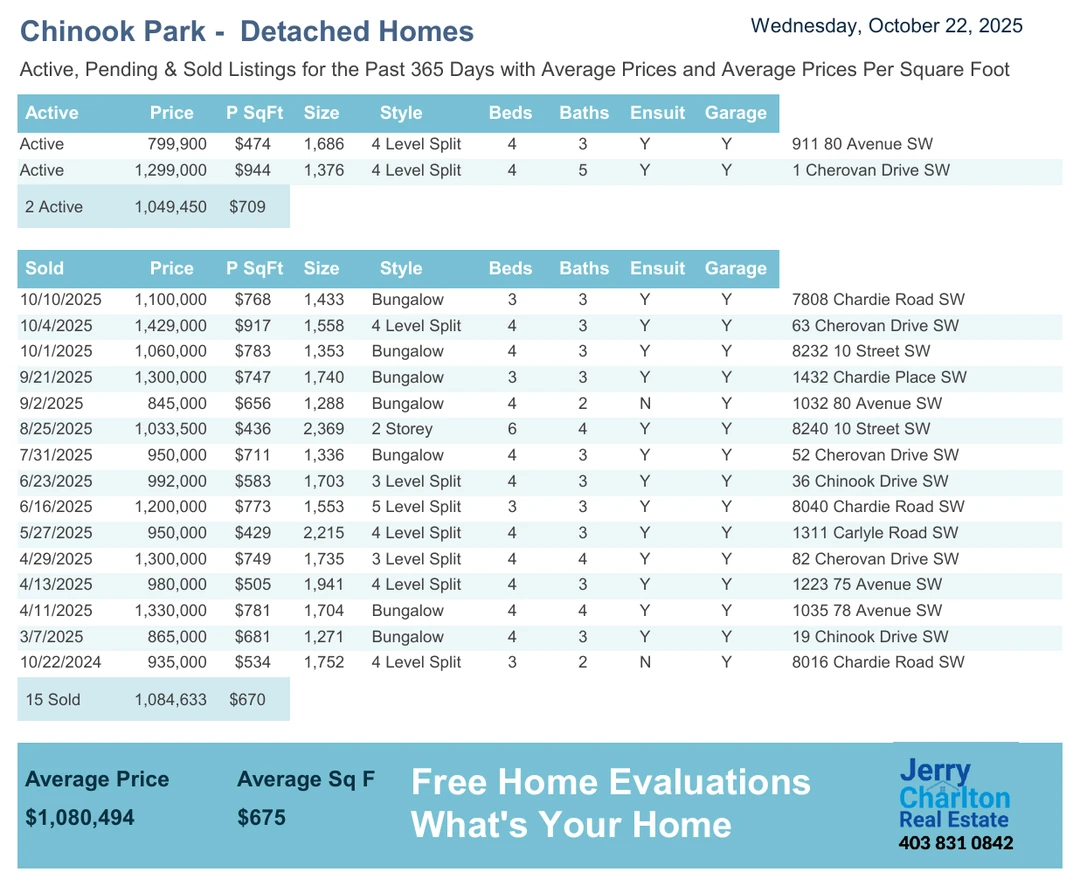 Chinook Park - Detached Homes
Wednesday, October 22, 2025
Active, Pending & Sold Listings for the Past 365 Days with Average Prices and Average Prices Per Square Foot
Active Price P SqFt Size Style Beds Baths Ensuit Garage
Active 799,900 $474 1,686 4 Level Split 4 3 Y Y 911 80 Avenue SW
Active 1,299,000 $944 1,376 4 Level Split 4 5 Y Y 1 Cherovan Drive SW
2 Active 1,049,450 $709
Sold Price P SqFt Size Style Beds Baths Ensuit Garage
10/10/2025 1,100,000 $768 1,433 Bungalow 3 3 Y Y 7808 Chardie Road SW
10/4/2025 1,429,000 $917 1,558 4 Level Split 4 3 Y Y 63 Cherovan Drive SW
10/1/2025 1,060,000 $783 1,353 Bungalow 4 3 Y Y 8232 10 Street SW
9/21/2025 1,300,000 $747 1,740 Bungalow 3 3 Y Y 1432 Chardie Place SW
9/2/2025 845,000 $656 1,288 Bungalow 4 2 N Y 1032 80 Avenue SW
8/25/2025 1,033,500 $436 2,369 2 Storey 6 4 Y Y 8240 10 Street SW
7/31/2025 950,000 $711 1,336 Bungalow 4 3 Y Y 52 Cherovan Drive SW
6/23/2025 992,000 $583 1,703 3 Level Split 4 3 Y Y 36 Chinook Drive SW
6/16/2025 1,200,000 $773 1,553 5 Level Split 3 3 Y Y 8040 Chardie Road SW
5/27/2025 950,000 $429 2,215 4 Level Split 4 3 Y Y 1311 Carlyle Road SW
4/29/2025 1,300,000 $749 1,735 3 Level Split 4 4 Y Y 82 Cherovan Drive SW
4/13/2025 980,000 $505 1,941 4 Level Split 4 3 Y Y 1223 75 Avenue SW
4/11/2025 1,330,000 $781 1,704 Bungalow 4 4 Y Y 1035 78 Avenue SW
3/7/2025 865,000 $681 1,271 Bungalow 4 3 Y Y 19 Chinook Drive SW
10/22/2024 935,000 $534 1,752 4 Level Split 3 2 N Y 8016 Chardie Road SW
15 Sold 1,084,633 $670
Average Price Average Sq F
$1,080,494 $675
Free Home Evaluations
What's Your Home
Jerry
Charlton
Real Estate
403 831 0842